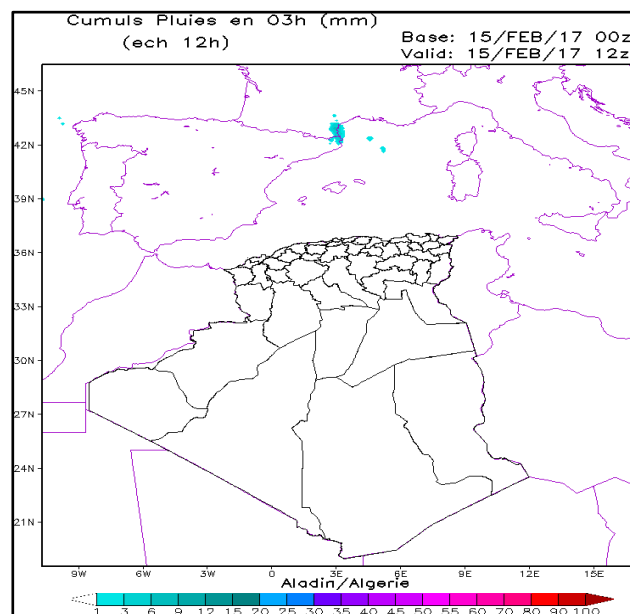 Cumuls Pluies en 03h (mm)
(ech 12h)
Base: 15/FEB/17 00z
Valid: 15/FEB/17 12z
45N
42N
39N
36N
33N
30N
27N
24N
21N
9W 6W 3W 0 3E 6E 9E 12E 15E
Aladin/Algerie
1 3 6 9 12 15 20 25 30 35 40 45 50 55 60 70 80 90 100